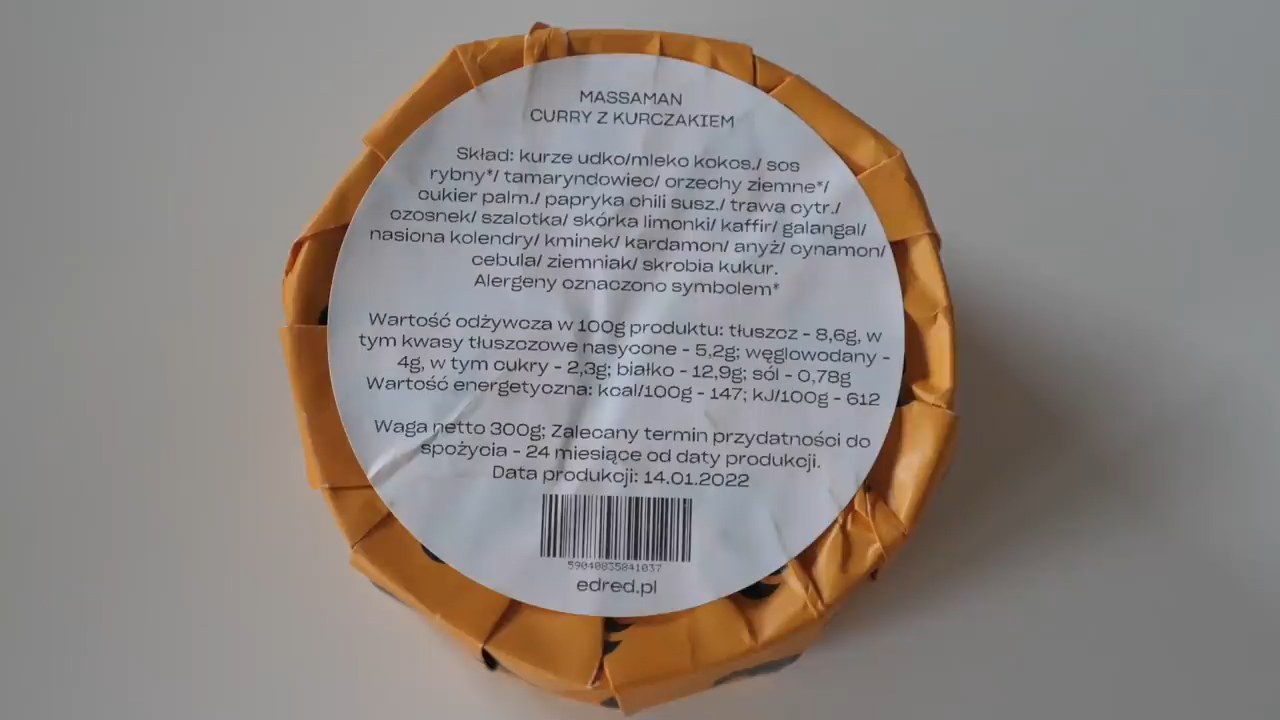 MASSAMAN
CURRY Z KURCZAKIEM
Skład: kurze udko/mleko kokos./ sos
rybny*/ tamaryndowiec/ orzechy ziemne*/
cukier palm./ papryka chili susz./ trawa cytr./
czosnek/ szalotka/ skórka limonki/ kaffir/ galangal/
nasiona kolendry/ kminek/ kardamon/ anyż/ cynamon/
cebula/ ziemniak/ skrobia kukur.
Alergeny oznaczono symbolem*
Wartość odżywcza w 100g produktu: tłuszcz - 8,6g, w
tym kwasy tłuszczowe nasycone - 5,2g; węglowodany -
4g, w tym cukry - 2,3g; białko - 12,9g; sól - 0,78g
Wartość energetyczna: kcal/100g - 147; kJ/100g - 612
Waga netto 300g; Zalecany termin przydatności do
spożycia - 24 miesiące od daty produkcji.
Data produkcji: 14.01.2022
59040835841037
edred.pl